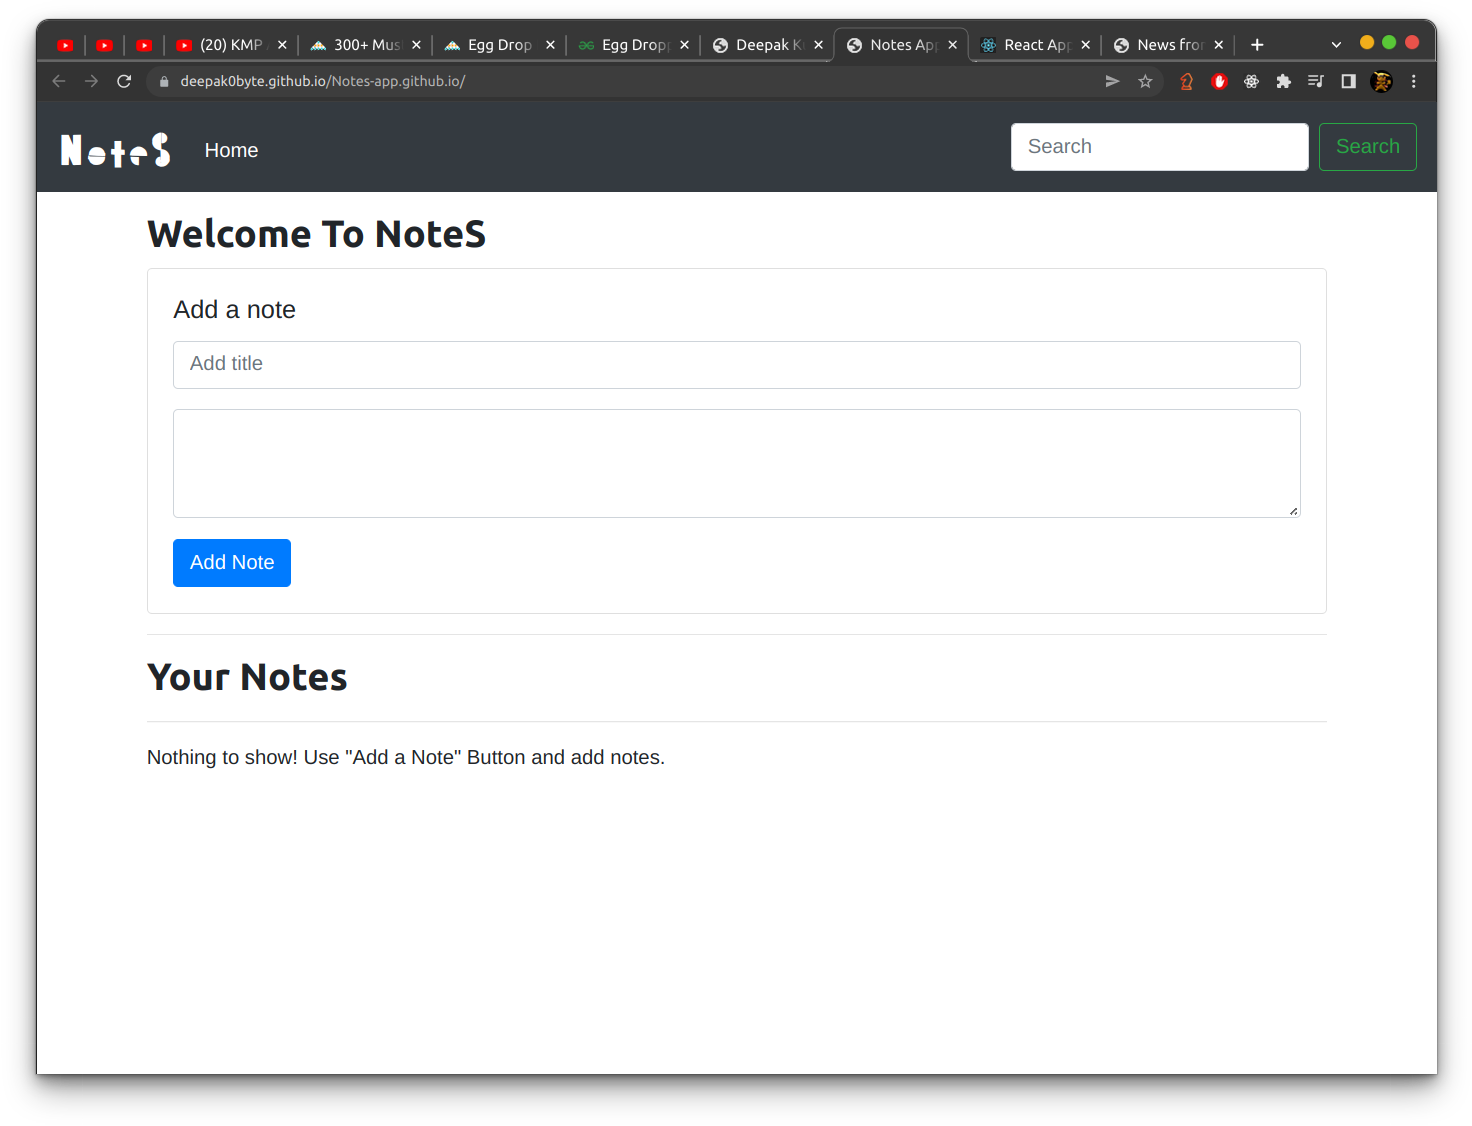 (20) KMP
300+ Mus
Egg Drop
Egg Drop
Deepak K
Notes Ap
React App
News fro
deepak0byte.github.io/Notes-app.github.io/
NoteS
Home
Search
Search
Welcome To NoteS
Add a note
Add title
Add Note
Your Notes
Nothing to show! Use "Add a Note" Button and add notes.